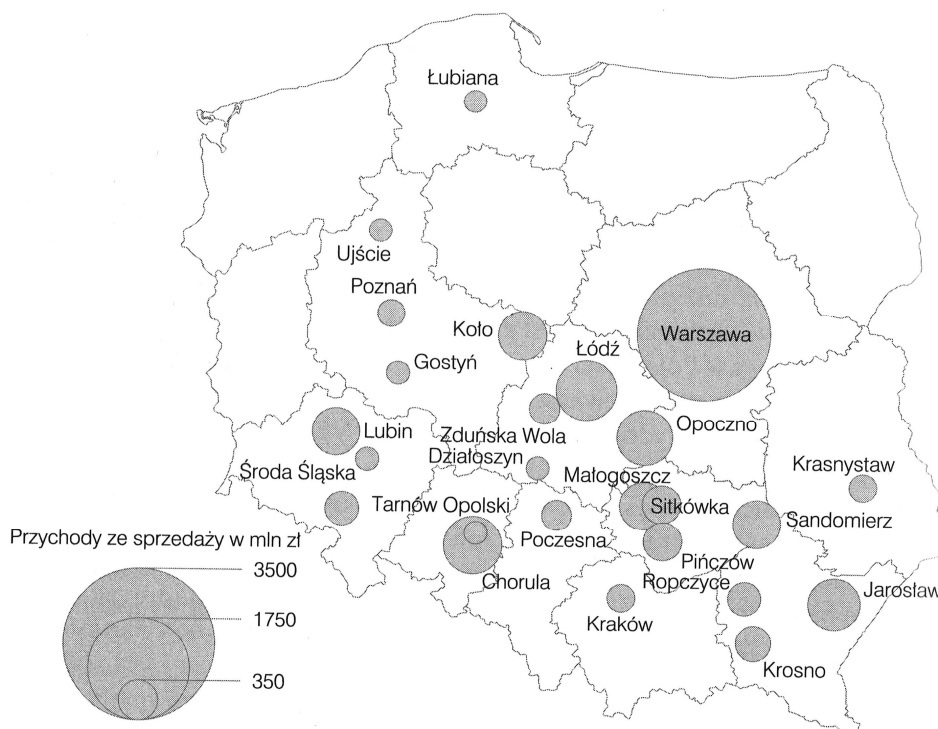 Łubiana
Ujście
Poznań
Koło
Warszawa
Łódź
Gostyń
Lubin
Opoczno
Zduńska Wola
Działoszyn
Środa Śląska
Małogoszcz
Krasnystaw
Tarnów Opolski
Sitkówka
Sandomierz
Poczesna
Przychody ze sprzedaży w mln zł
3500
1750
350
Chorula
Pińczów
Ropczyce
Jarosław
Kraków
Krosno